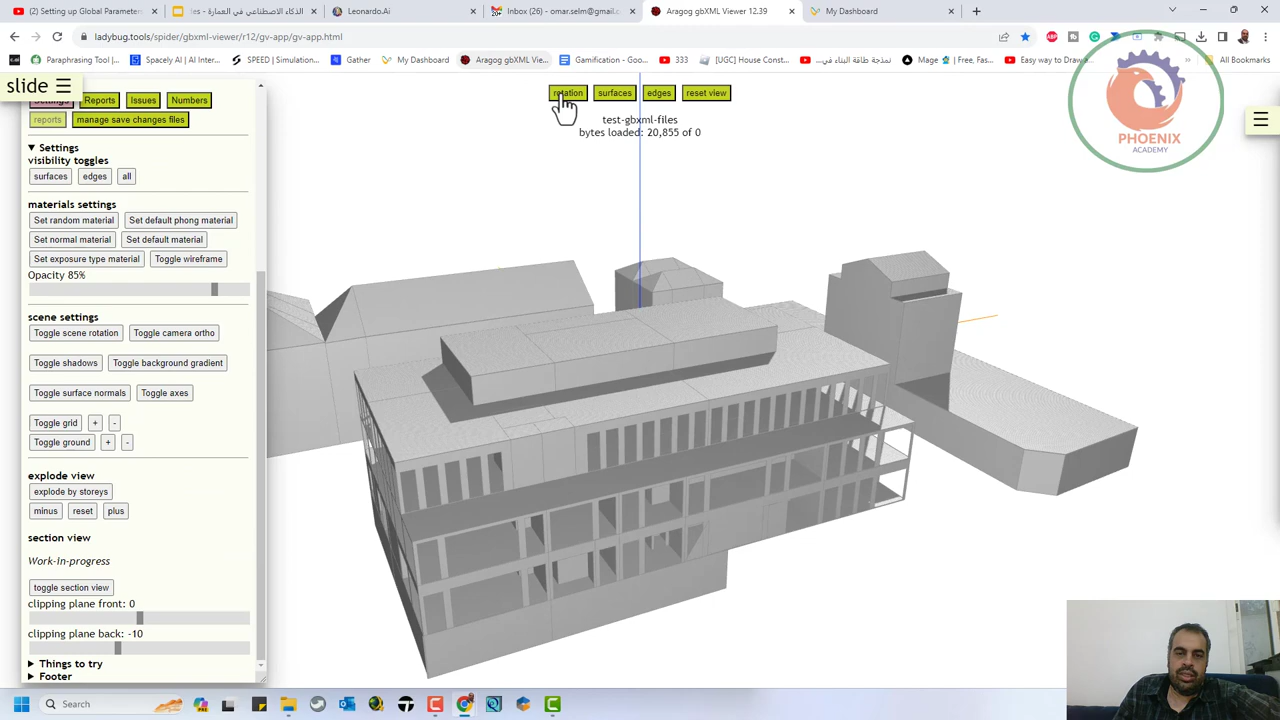 (2) Setting up Global Parameters
الذكاء الاصطناعي في العمارة - tes
Leonardo.Ai
Inbox (26) - omar.selm@gmail.c
Aragog gbXML Viewer 12.39
My Dashboard
ladybug.tools/spider/gbxml-viewer/r12/gv-app/gv-app.html
Paraphrasing Tool
Spacely AI | AI Inter...
SPEED | Simulation...
Gather
My Dashboard
Aragog gbXML Vie...
Gamification - Goo...
333
[UGC] House Const...
نمذجة طاقة البناء في...
Mage | Free, Fas...
Easy way to draw a...
All Bookmarks
slide ☰
Settings Reports Issues Numbers
reports manage save changes files
▼ Settings
visibility toggles
surfaces edges all
materials settings
Set random material Set default phong material
Set normal material Set default material
Set exposure type material Toggle wireframe
Opacity 85%
scene settings
Toggle scene rotation Toggle camera ortho
Toggle shadows Toggle background gradient
Toggle surface normals Toggle axes
Toggle grid + -
Toggle ground + -
explode view
explode by storeys
minus reset plus
section view
Work-in-progress
toggle section view
clipping plane front: 0
clipping plane back: -10
▶ Things to try
▶ Footer
rotation surfaces edges reset view
test-gbxml-files
bytes loaded: 20,855 of 0
PHOENIX
ACADEMY
☰
Search